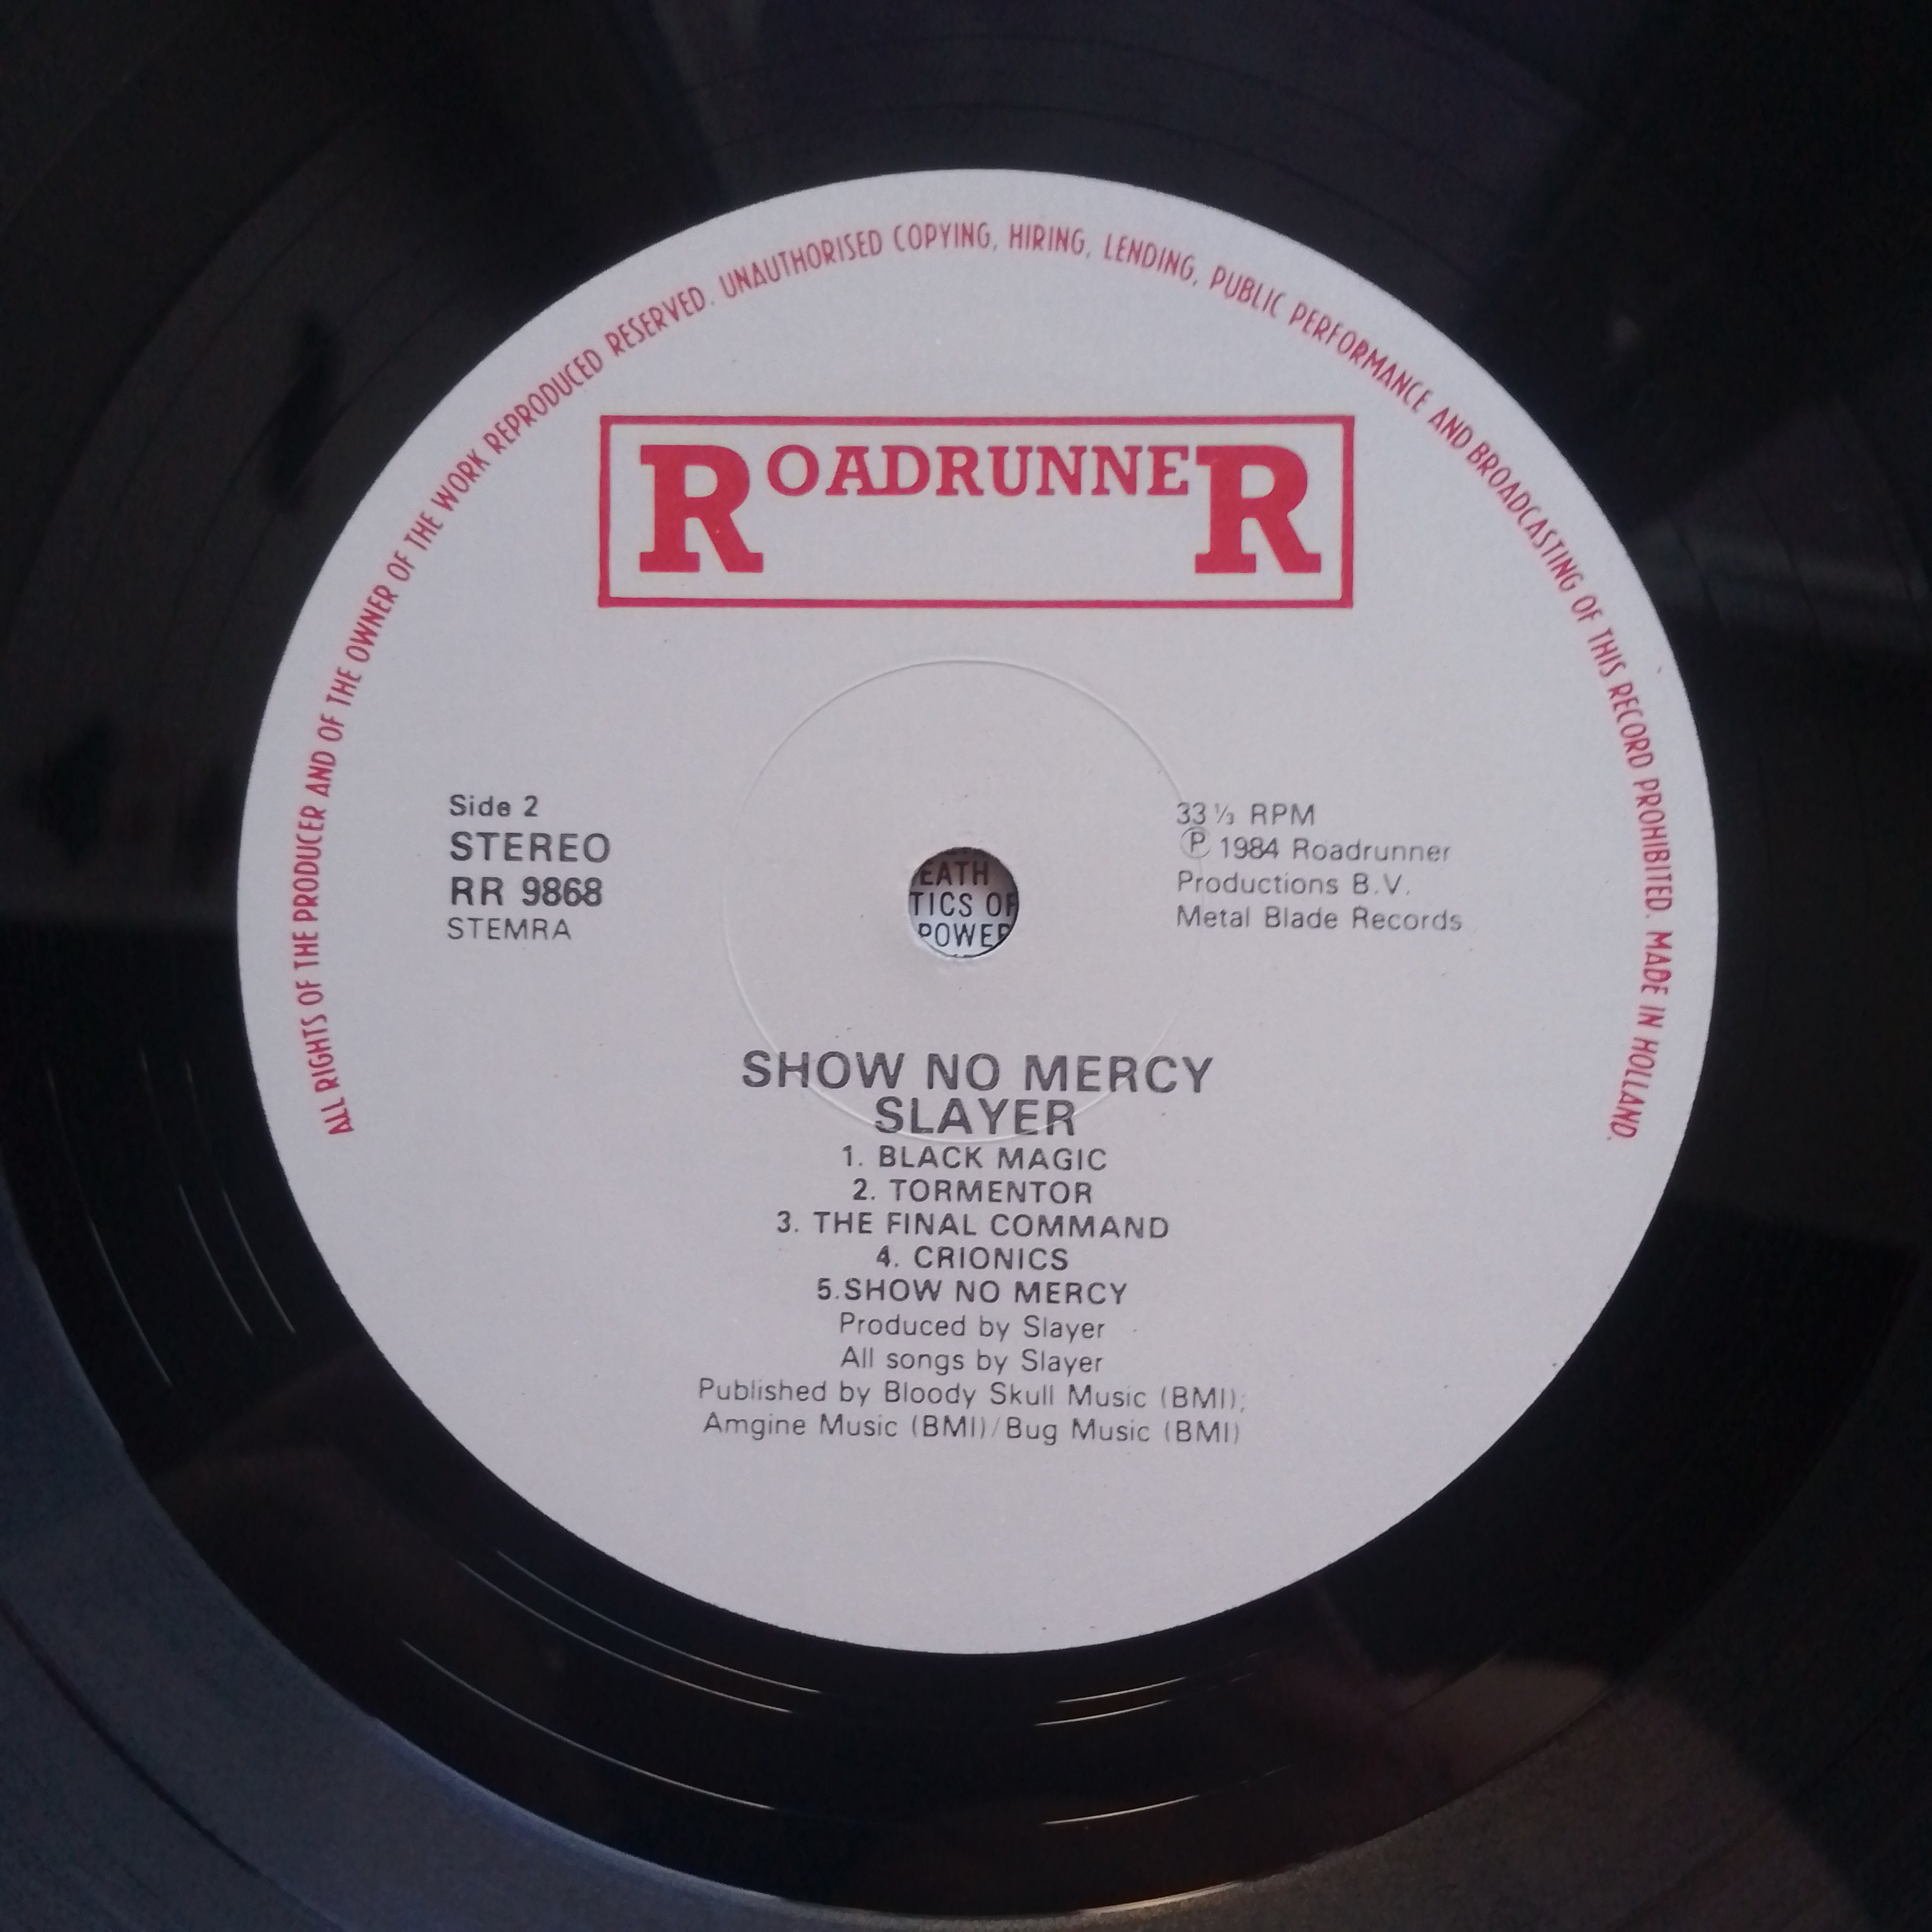 ALL RIGHTS OF THE PRODUCER AND OF THE OWNER OF THE WORK REPRODUCED RESERVED. UNAUTHORISED COPYING, HIRING, LENDING, PUBLIC PERFORMANCE AND BROADCASTING OF THIS RECORD PROHIBITED. MADE IN HOLLAND.
ROADRUNNER
Side 2
STEREO
RR 9868
STEMRA
33 ⅓ RPM
Ⓟ 1984 Roadrunner
Productions B.V.
Metal Blade Records
EATH
TICS OF
POWER
SHOW NO MERCY
SLAYER
1. BLACK MAGIC
2. TORMENTOR
3. THE FINAL COMMAND
4. CRIONICS
5.SHOW NO MERCY
Produced by Slayer
All songs by Slayer
Published by Bloody Skull Music (BMI);
Amgine Music (BMI)/Bug Music (BMI)